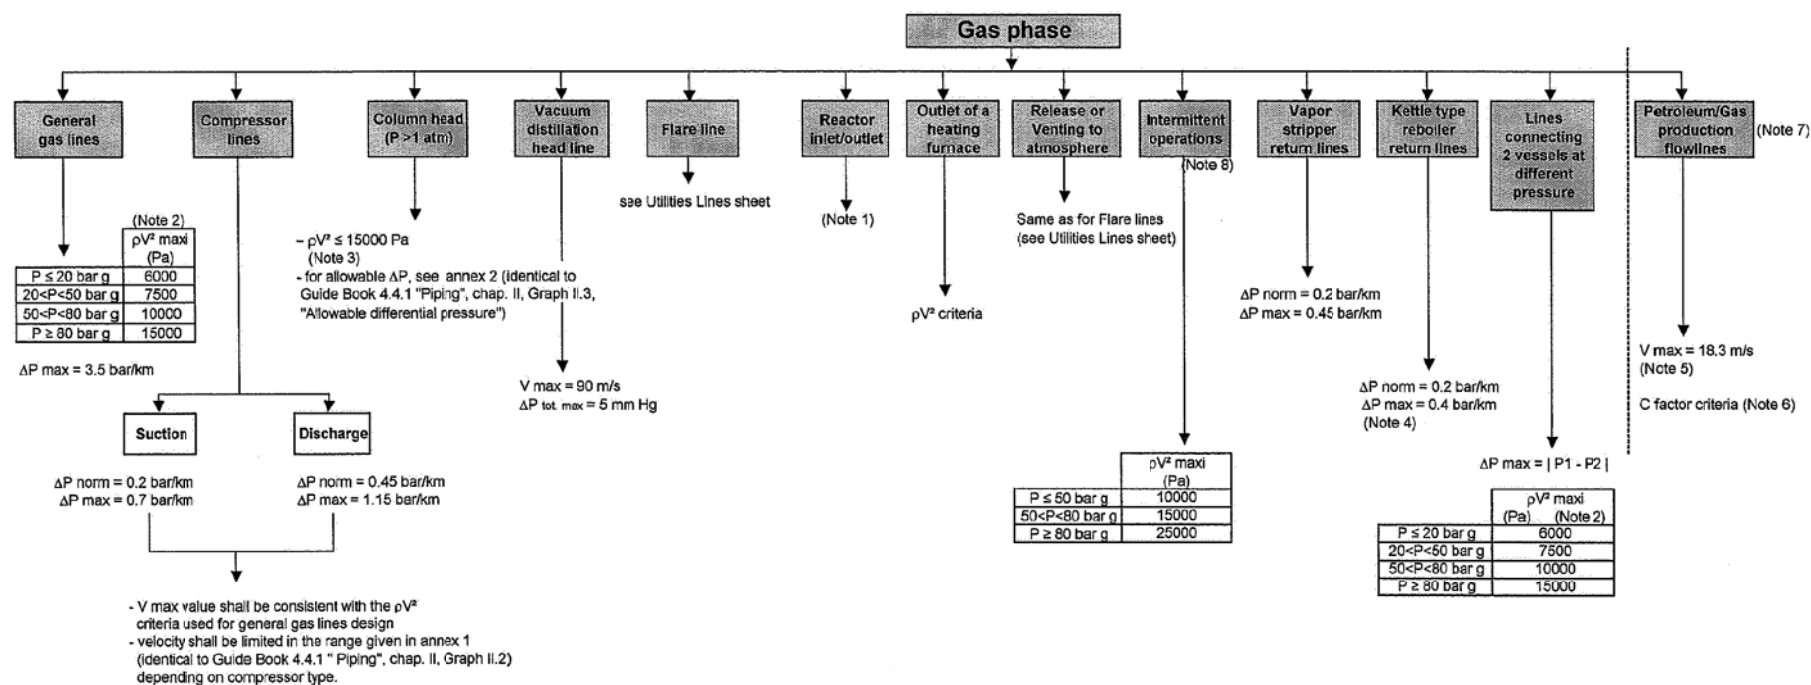 Gas phase
General
gas lines
Compressor
lines
Column head
(P >1 atm)
Vacuum
distillation
head line
Flare line
Reactor
inlet/outlet
Outlet of a
heating
furnace
Release or
Venting to
atmosphere
Intermittent
operations
(Note 8)
Vapor
stripper
return lines
Kettle type
reboiler
return lines
Lines
connecting
2 vessels at
different
pressure
Petroleum/Gas
production
flowlines
(Note 7)
(Note 2)
ρV² maxi
(Pa)
P ≤ 20 bar g 6000
20<P<50 bar g 7500
50<P<80 bar g 10000
P ≥ 80 bar g 15000
ΔP max = 3.5 bar/km
Suction
Discharge
ΔP norm = 0.2 bar/km
ΔP max = 0.7 bar/km
ΔP norm = 0.45 bar/km
ΔP max = 1.15 bar/km
- V max value shall be consistent with the ρV²
criteria used for general gas lines design
- velocity shall be limited in the range given in annex 1
(identical to Guide Book 4.4.1 " Piping", chap. II, Graph II.2)
depending on compressor type.
– ρV² ≤ 15000 Pa
(Note 3)
- for allowable ΔP, see annex 2 (identical to
Guide Book 4.4.1 "Piping", chap. II, Graph II.3,
"Allowable differential pressure")
V max = 90 m/s
ΔP tot. max = 5 mm Hg
see Utilities Lines sheet
(Note 1)
ρV² criteria
Same as for Flare lines
(see Utilities Lines sheet)
ρV² maxi
(Pa)
P ≤ 50 bar g 10000
50<P<80 bar g 15000
P ≥ 80 bar g 25000
ΔP norm = 0.2 bar/km
ΔP max = 0.45 bar/km
ΔP norm = 0.2 bar/km
ΔP max = 0.4 bar/km
(Note 4)
ΔP max = | P1 - P2 |
ρV² maxi
(Pa) (Note 2)
P ≤ 20 bar g 6000
20<P<50 bar g 7500
50<P<80 bar g 10000
P ≥ 80 bar g 15000
V max = 18.3 m/s
(Note 5)
C factor criteria (Note 6)